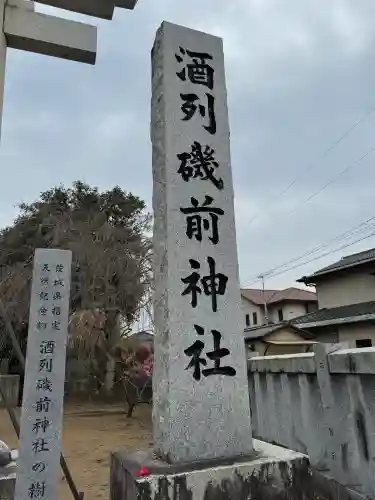 酒列磯前神社
茨城県指定
天然記念物
酒列磯前神社の樹